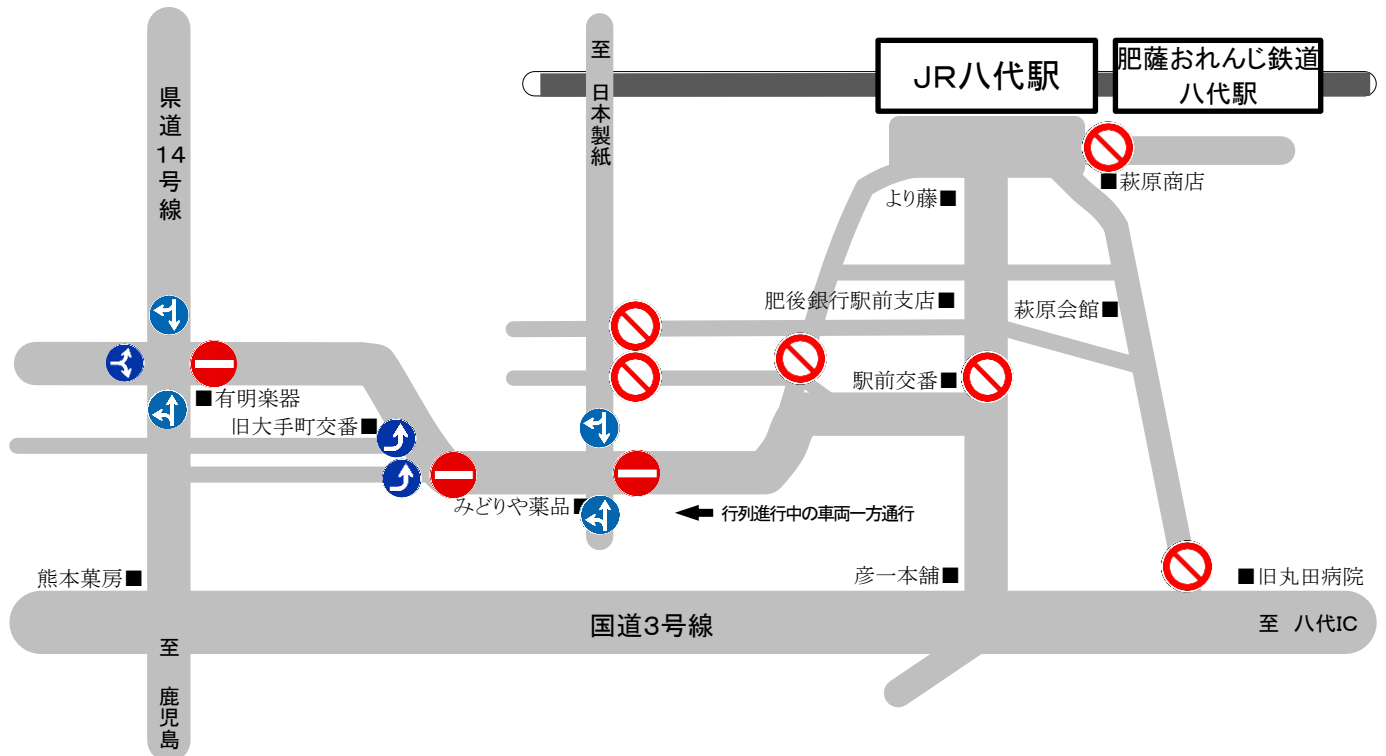 JR八代駅
肥薩おれんじ鉄道
八代駅
至 日本製紙
県道14号線
萩原商店
より藤
肥後銀行駅前支店
萩原会館
駅前交番
有明楽器
旧大手町交番
みどりや薬品
行列進行中の車両一方通行
熊本菓房
彦一本舗
旧丸田病院
国道3号線
至 八代IC
至 鹿児島